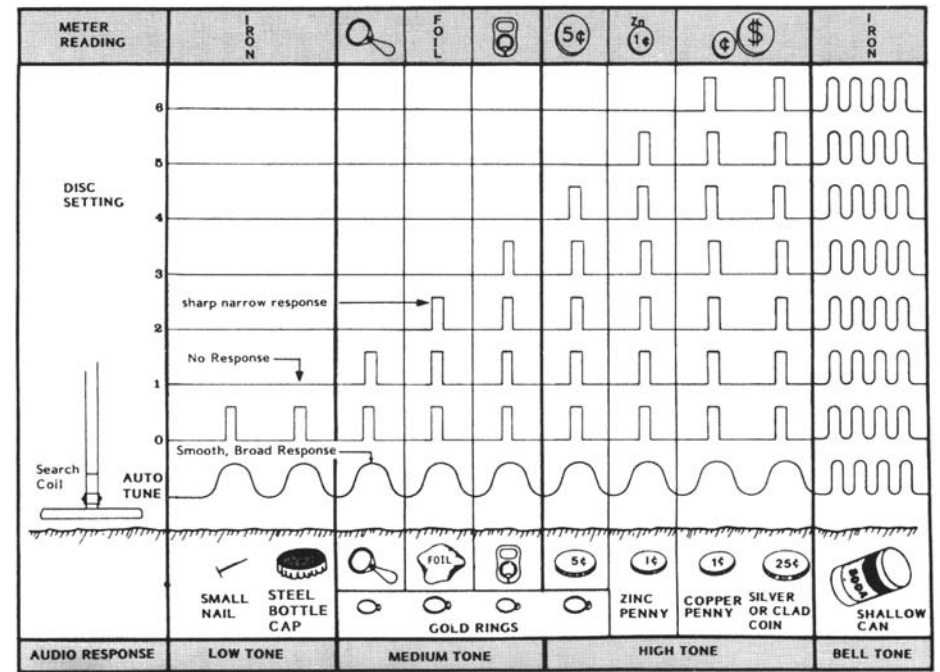 METER
READING
IRON
FOIL
5¢
Zn
1¢
¢
$
IRON
6
5
DISC
SETTING
4
3
sharp narrow response
2
No Response
1
0
Smooth, Broad Response
Search
Coil
AUTO
TUNE
FOIL
5¢
1¢
1¢
25¢
SODA
SMALL
NAIL
STEEL
BOTTLE
CAP
GOLD RINGS
ZINC
PENNY
COPPER
PENNY
SILVER
OR CLAD
COIN
SHALLOW
CAN
AUDIO RESPONSE
LOW TONE
MEDIUM TONE
HIGH TONE
BELL TONE